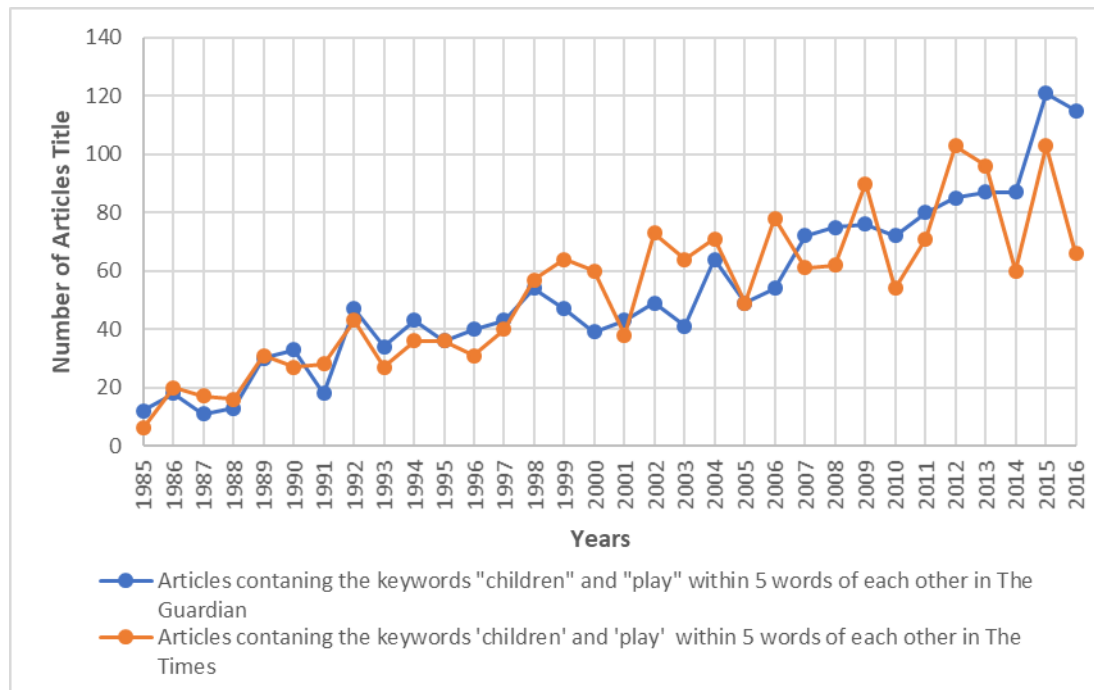 140
120
100
80
60
40
20
0
Number of Articles Title
1985 1986 1987 1988 1989 1990 1991 1992 1993 1994 1995 1996 1997 1998 1999 2000 2001 2002 2003 2004 2005 2006 2007 2008 2009 2010 2011 2012 2013 2014 2015 2016
Years
Articles contaning the keywords "children" and "play" within 5 words of each other in The
Guardian
Articles contaning the keywords 'children' and 'play' within 5 words of each other in The
Times